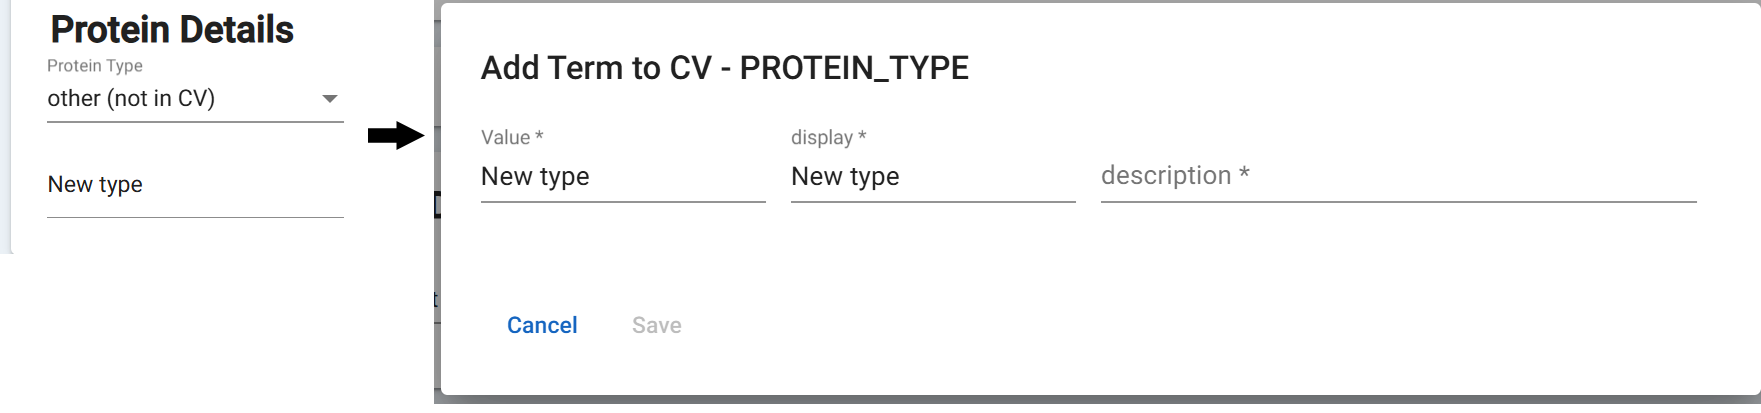 Protein Details
Protein Type
other (not in CV)
New type
Add Term to CV - PROTEIN_TYPE
Value *
display *
New type
New type
description *
Cancel
Save